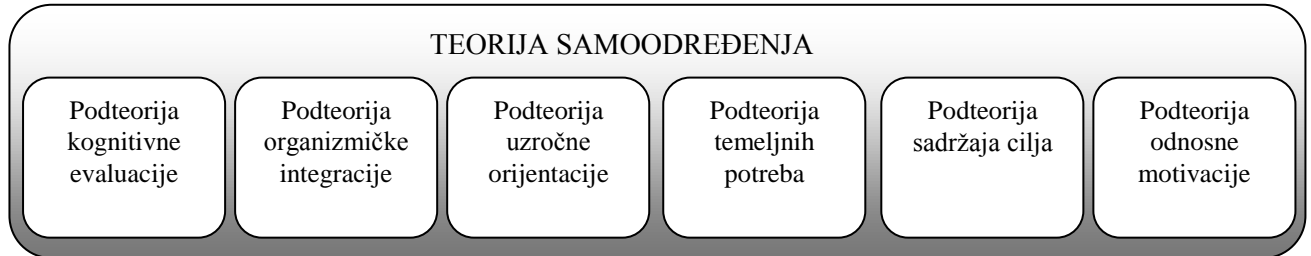 TEORIJA SAMOODREĐENJA
Podteorija
kognitivne
evaluacije
Podteorija
organizmičke
integracije
Podteorija
uzročne
orijentacije
Podteorija
temeljnih
potreba
Podteorija
sadržaja cilja
Podteorija
odnosne
motivacije